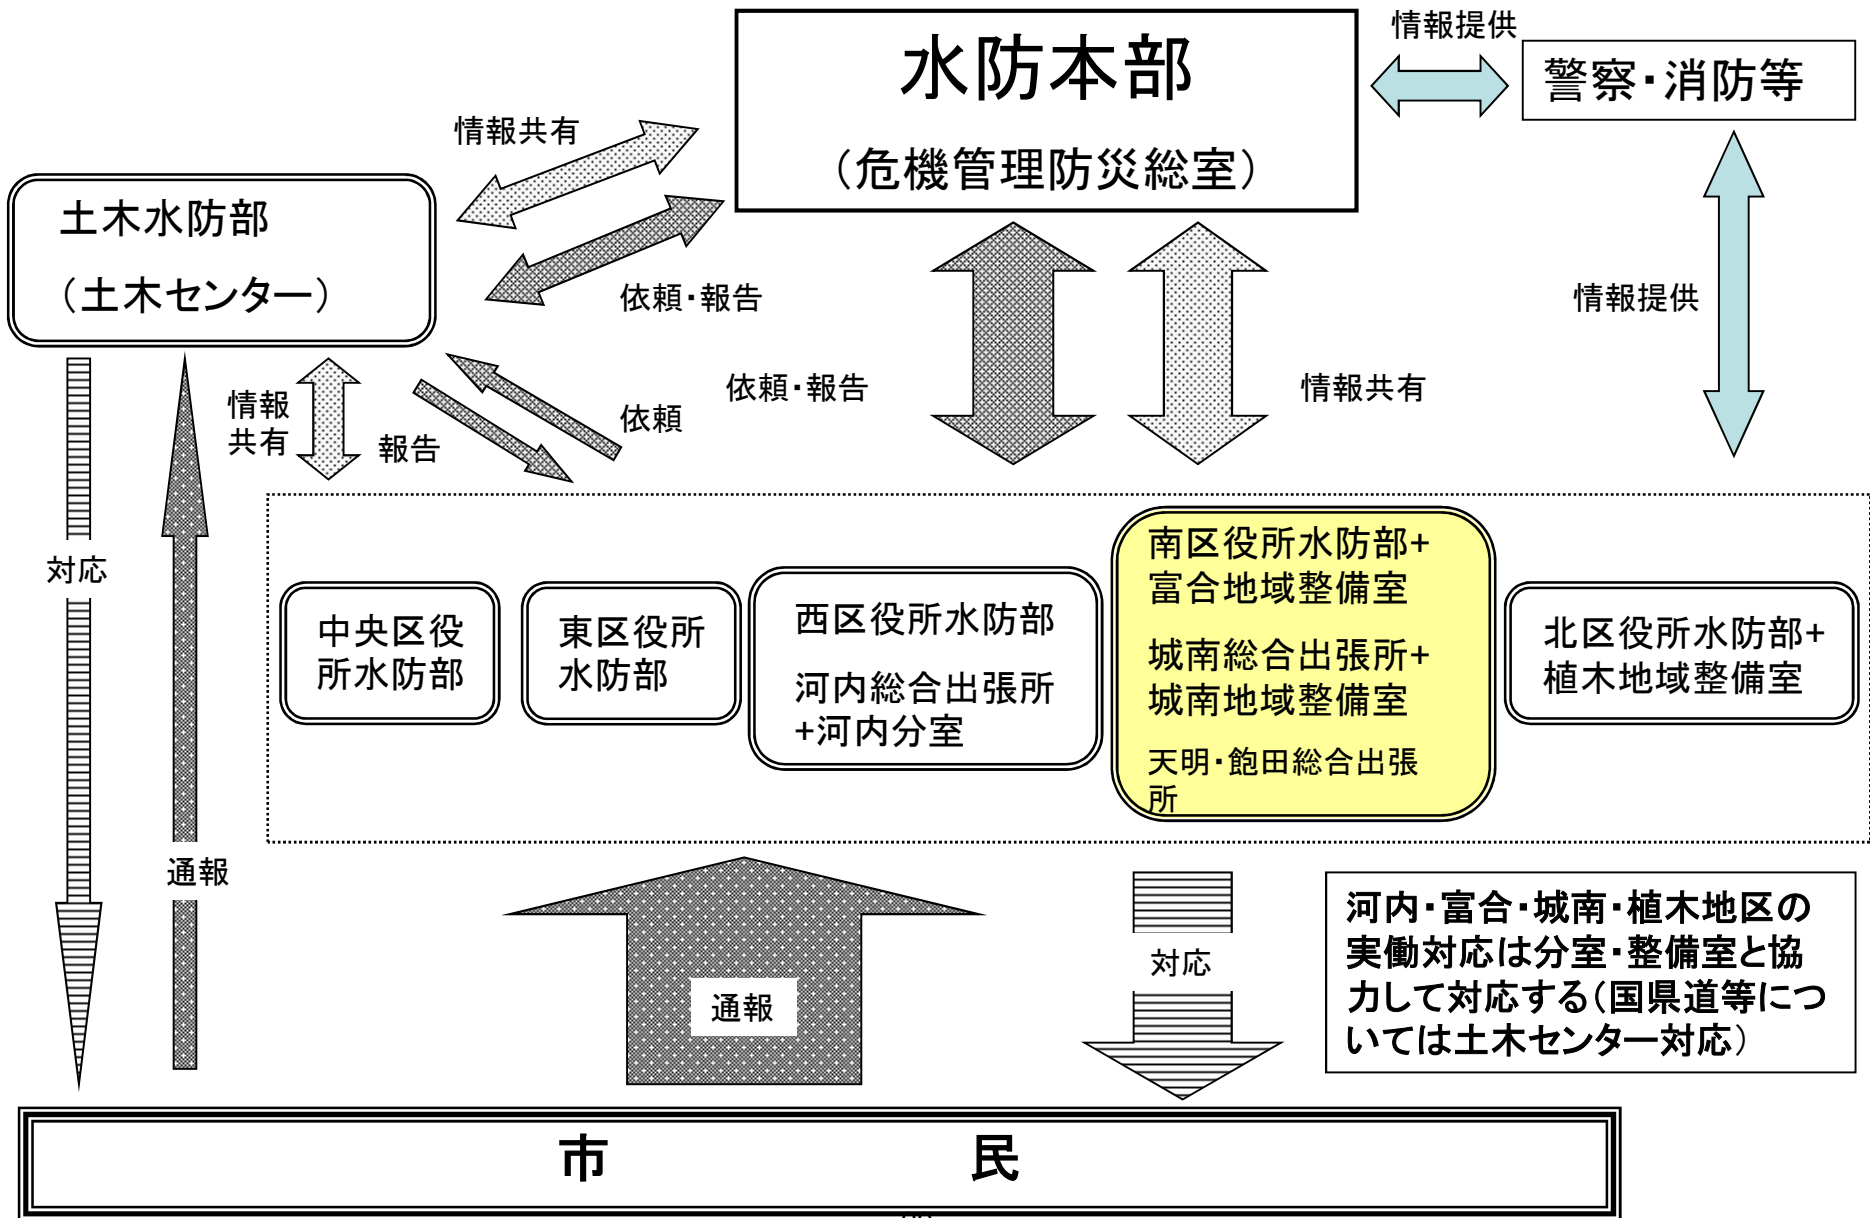 水防本部
（危機管理防災総室）
情報提供
警察・消防等
情報共有
土木水防部
（土木センター）
依頼・報告
情報提供
情報
共有
報告
依頼
依頼・報告
情報共有
対応
中央区役
所水防部
東区役所
水防部
西区役所水防部
河内総合出張所
+河内分室
南区役所水防部+
富合地域整備室
城南総合出張所+
城南地域整備室
天明・飽田総合出張
所
北区役所水防部+
植木地域整備室
通報
通報
対応
河内・富合・城南・植木地区の
実働対応は分室・整備室と協
力して対応する（国県道等につ
いては土木センター対応）
市　民